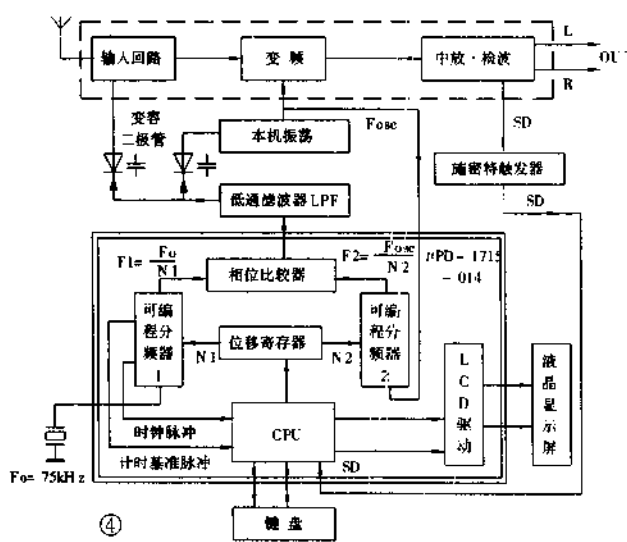 输入回路
变 频
中放·检波
L
R
OU
变容
二极管
本机振荡
Fosc
SD
施密特触发器
SD
低通滤波器LPF
F1=Fo/N1
F2=Fosc/N2
μPD-1715
-014
相位比较器
可编
程分
频器
1
N1
位移寄存器
N2
可编
程分
频器
2
L
C
D
驱
动
液
晶
显
示
屏
时钟脉冲
CPU
计时基准脉冲
SD
Fo= 75kHz
④
键 盘